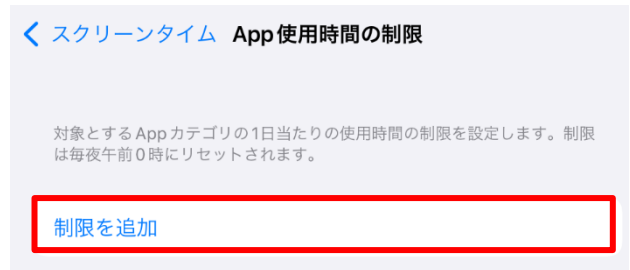 スクリーンタイム App使用時間の制限
対象とするAppカテゴリの1日当たりの使用時間の制限を設定します。制限
は毎夜午前0時にリセットされます。
制限を追加